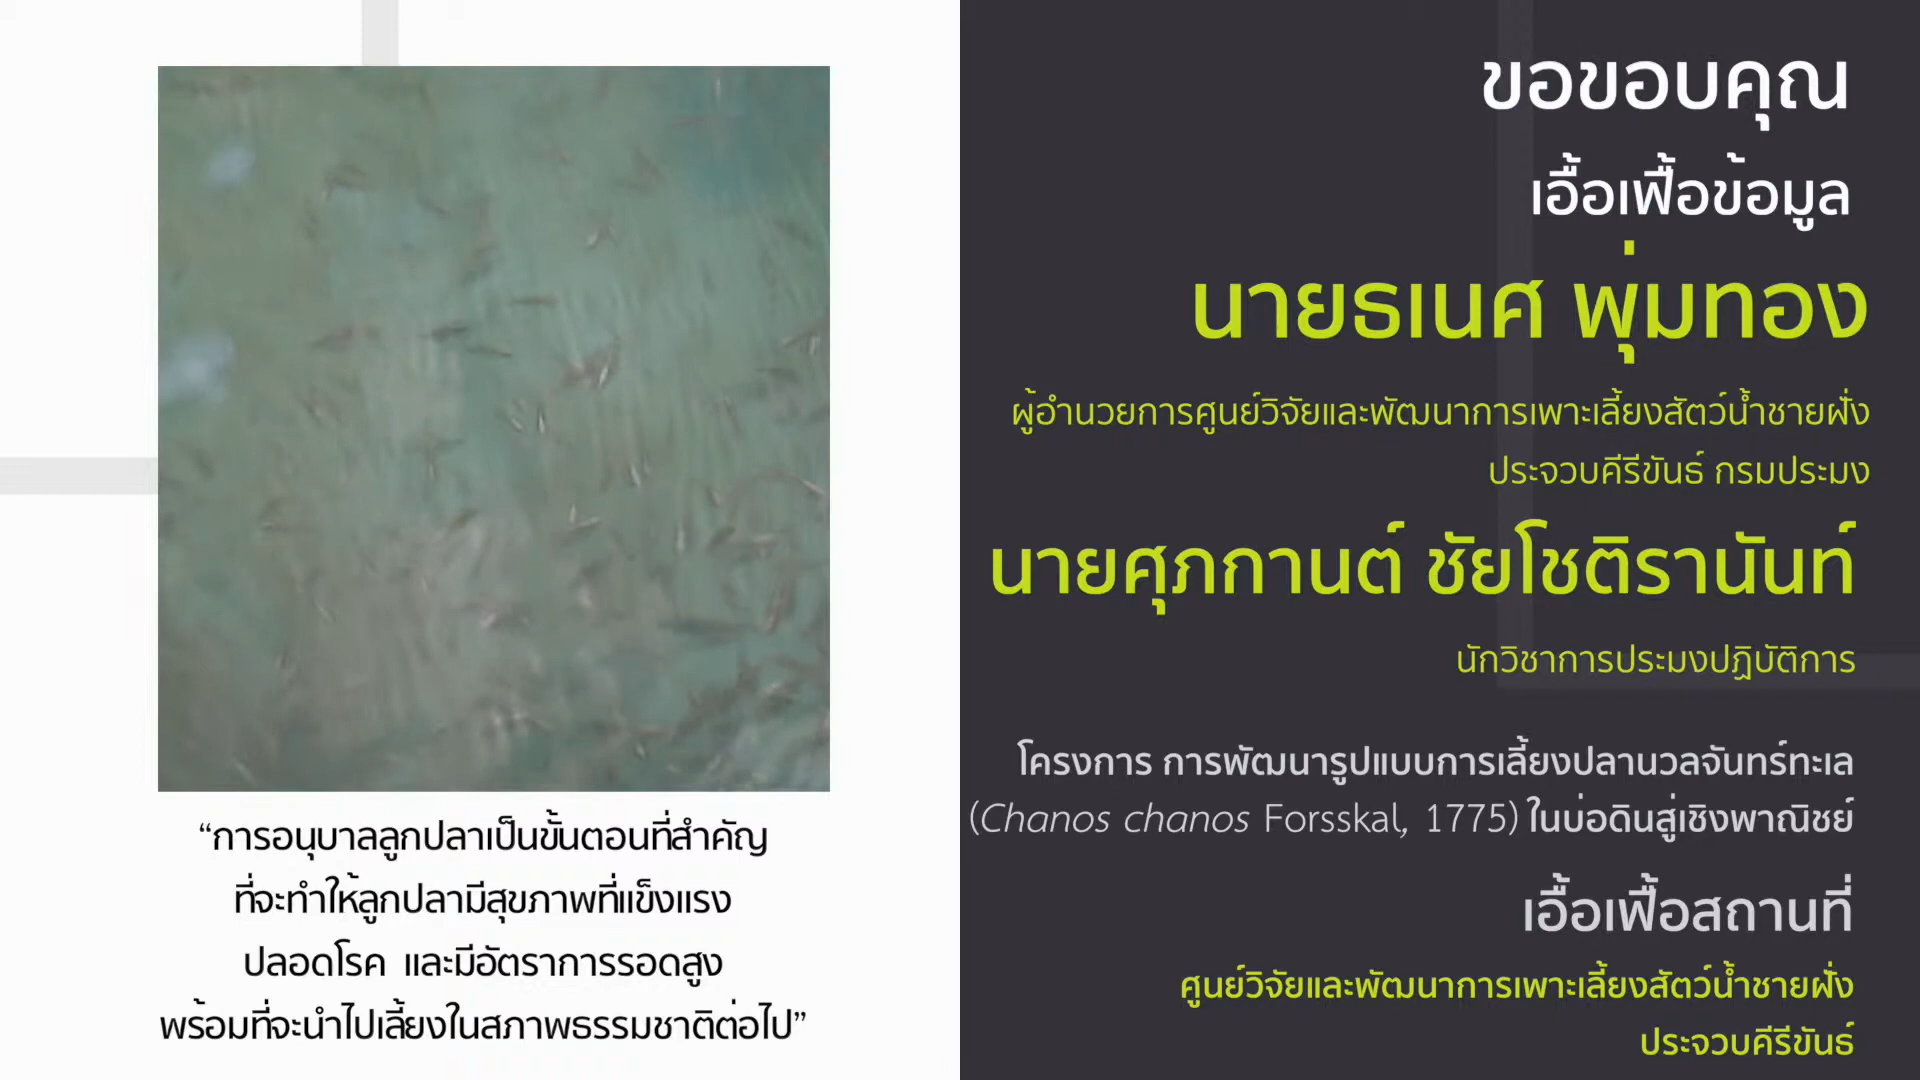 “การอนุบาลลูกปลาเป็นขั้นตอนที่สำคัญ
ที่จะทำให้ลูกปลามีสุขภาพที่แข็งแรง
ปลอดโรค และมีอัตราการรอดสูง
พร้อมที่จะนำไปเลี้ยงในสภาพธรรมชาติต่อไป”
ขอขอบคุณ
เอื้อเฟื้อข้อมูล
นายธเนศ พุ่มทอง
ผู้อำนวยการศูนย์วิจัยและพัฒนาการเพาะเลี้ยงสัตว์น้ำชายฝั่ง
ประจวบคีรีขันธ์ กรมประมง
นายศุภกานต์ ชัยโชติรานันท์
นักวิชาการประมงปฏิบัติการ
โครงการ การพัฒนารูปแบบการเลี้ยงปลานวลจันทร์ทะเล
(Chanos chanos Forsskal, 1775) ในบ่อดินสู่เชิงพาณิชย์
เอื้อเฟื้อสถานที่
ศูนย์วิจัยและพัฒนาการเพาะเลี้ยงสัตว์น้ำชายฝั่ง
ประจวบคีรีขันธ์